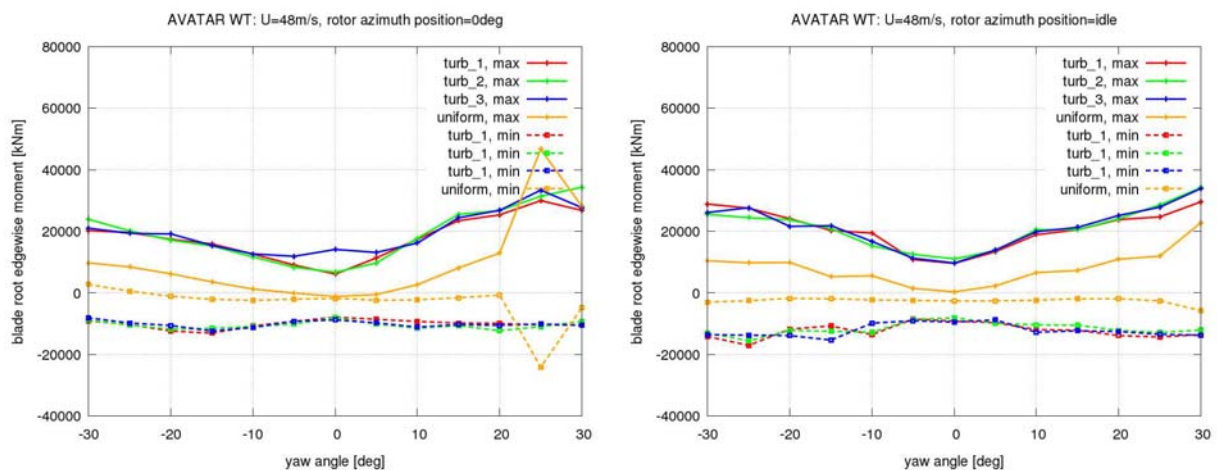 AVATAR WT: U=48m/s, rotor azimuth position=0deg
80000
60000
40000
20000
0
-20000
-40000
blade root edgewise moment [kNm]
turb_1, max
turb_2, max
turb_3, max
uniform, max
turb_1, min
turb_1, min
turb_1, min
uniform, min
-30
-20
-10
0
10
20
30
yaw angle [deg]
AVATAR WT: U=48m/s, rotor azimuth position=idle
80000
60000
40000
20000
0
-20000
-40000
blade root edgewise moment [kNm]
turb_1, max
turb_2, max
turb_3, max
uniform, max
turb_1, min
turb_1, min
turb_1, min
uniform, min
-30
-20
-10
0
10
20
30
yaw angle [deg]